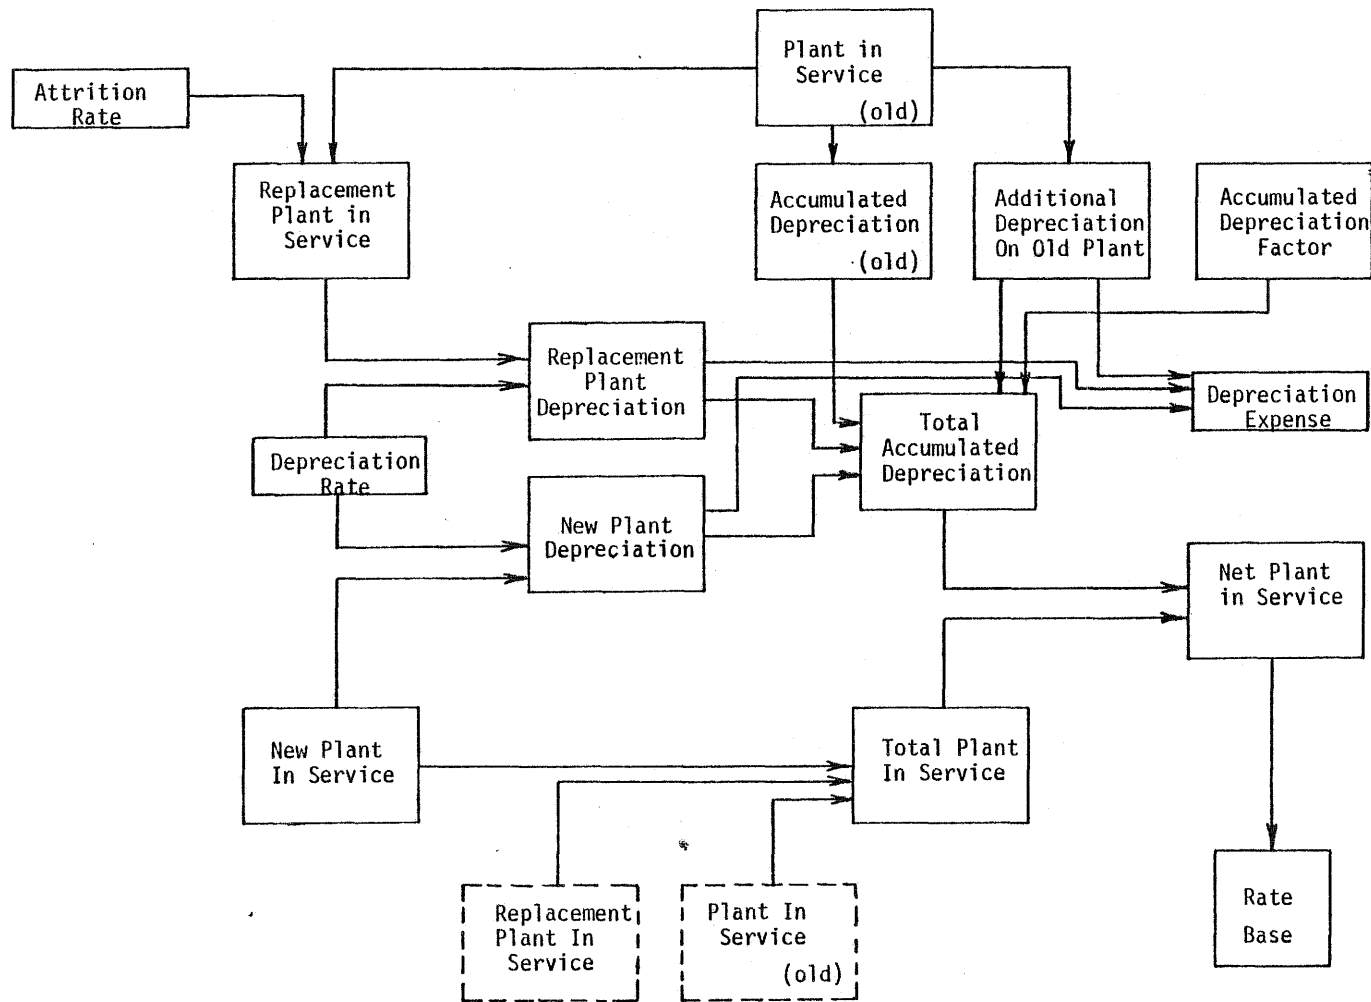 Plant in
Service
(old)
Attrition
Rate
Replacement
Plant in
Service
Accumulated
Depreciation
(old)
Additional
Depreciation
On Old Plant
Accumulated
Depreciation
Factor
Replacement
Plant
Depreciation
Depreciation
Expense
Total
Accumulated
Depreciation
Depreciation
Rate
New Plant
Depreciation
Net Plant
in Service
New Plant
In Service
Total Plant
In Service
Replacement
Plant In
Service
Plant In
Service
(old)
Rate
Base